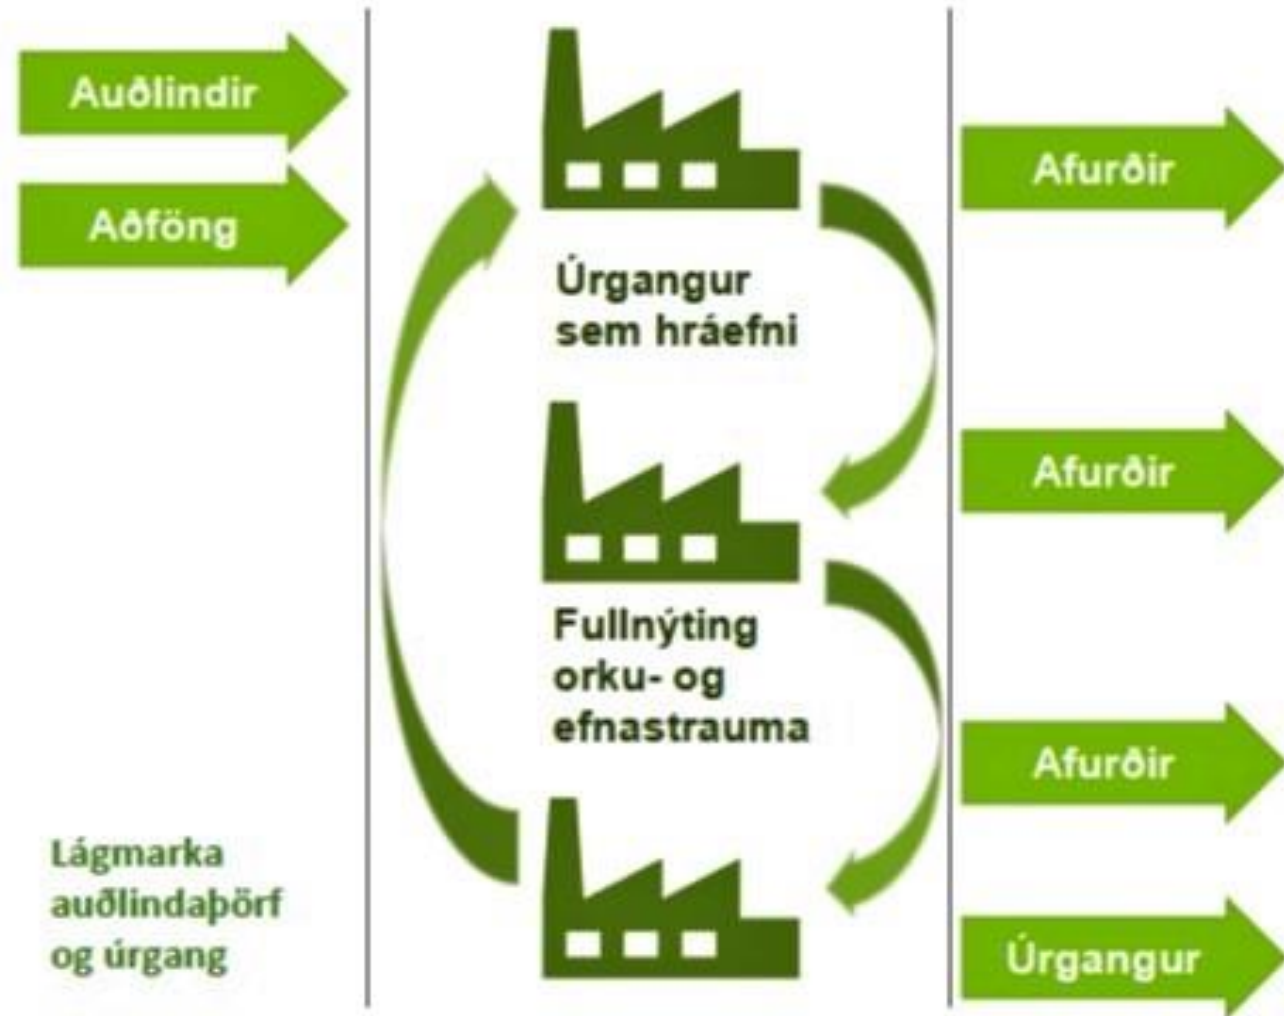 Auðlindir
Aðföng
Lágmarka
auðlindaþörf
og úrgang
Úrgangur
sem hráefni
Fullnýting
orku- og
efnastrauma
Afurðir
Afurðir
Afurðir
Úrgangur